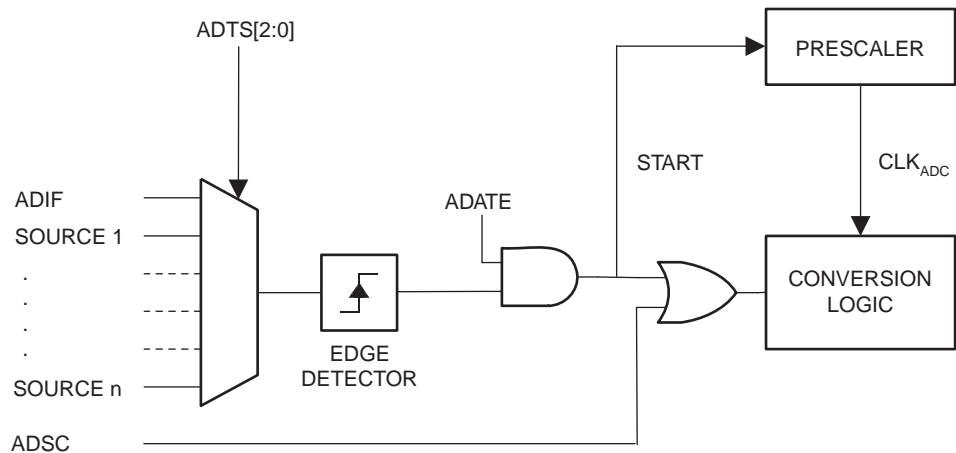 ADTS[2:0]
PRESCALER
START
CLKADC
ADIF
ADATE
SOURCE 1
.
.
.
.
CONVERSION
LOGIC
EDGE
DETECTOR
SOURCE n
ADSC